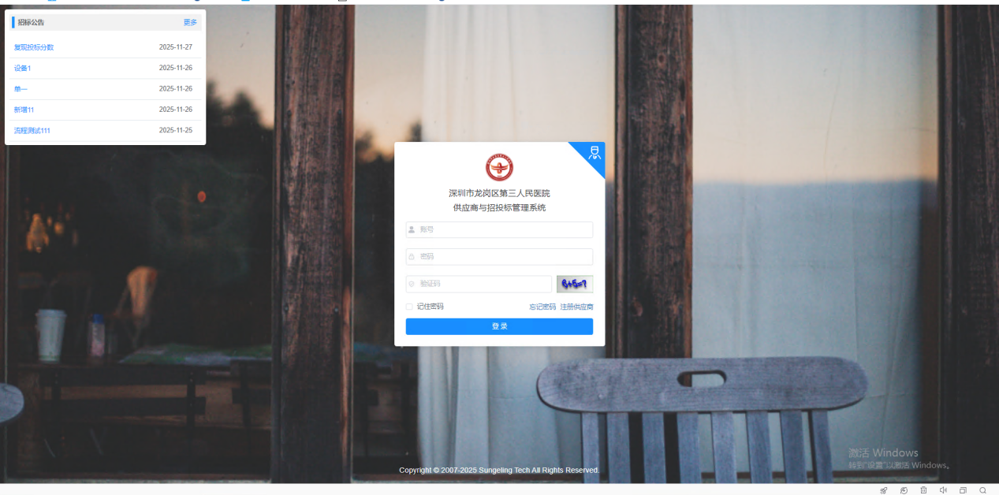 招标公告 更多
复现投标分数 2025-11-27
设备1 2025-11-26
单一 2025-11-26
新增11 2025-11-26
流程测试111 2025-11-25
深圳市龙岗区第三人民医院
供应商与招投标管理系统
账号
密码
验证码 6+5=?
记住密码 忘记密码 注册供应商
登录
激活 Windows
转到"设置"以激活 Windows。
Copyright © 2007-2025 Sungeling Tech All Rights Reserved.